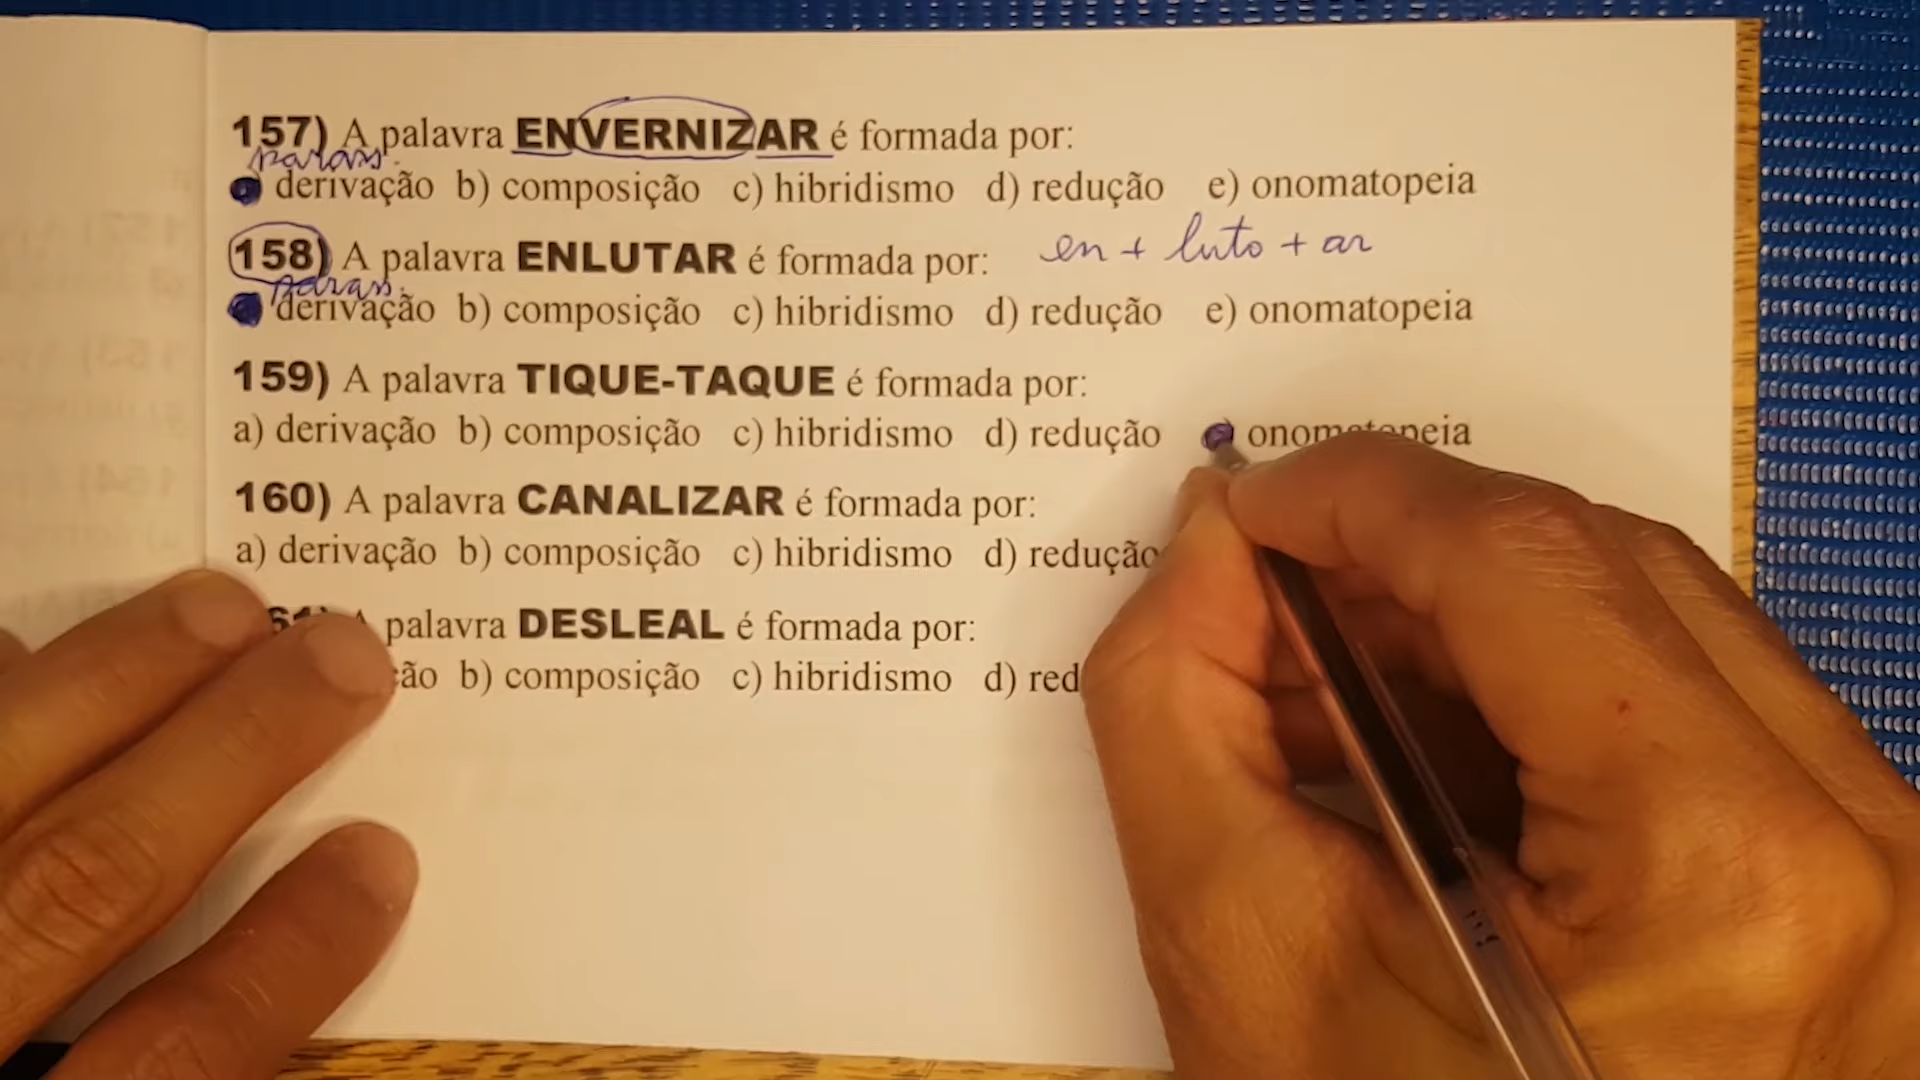 157) A palavra ENVERNIZAR é formada por:
parass.
derivação b) composição c) hibridismo d) redução e) onomatopeia
158) A palavra ENLUTAR é formada por: en + luto + ar
parass.
derivação b) composição c) hibridismo d) redução e) onomatopeia
159) A palavra TIQUE-TAQUE é formada por:
a) derivação b) composição c) hibridismo d) redução onomatopeia
160) A palavra CANALIZAR é formada por:
a) derivação b) composição c) hibridismo d) redução
A palavra DESLEAL é formada por:
ção b) composição c) hibridismo d) red